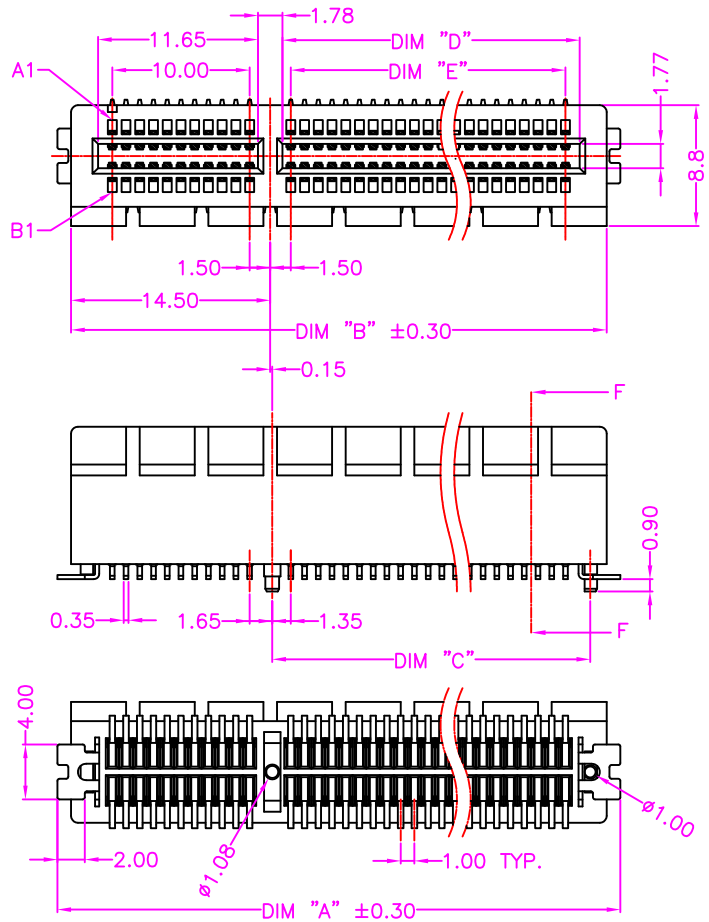 1.78
11.65
DIM "D"
A1
10.00
DIM "E"
1.77
8.8
B1
1.50
1.50
14.50
DIM "B" ±0.30
0.15
F
0.90
0.35
1.65
1.35
F
DIM "C"
4.00
2.00
ø1.08
1.00 TYP.
ø1.00
DIM "A" ±0.30